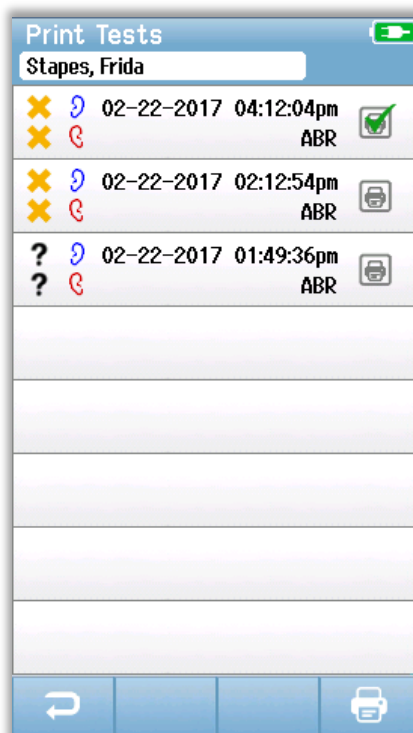 Print Tests
Stapes, Frida
02-22-2017 04:12:04pm
ABR
02-22-2017 02:12:54pm
ABR
? 02-22-2017 01:49:36pm
? ABR